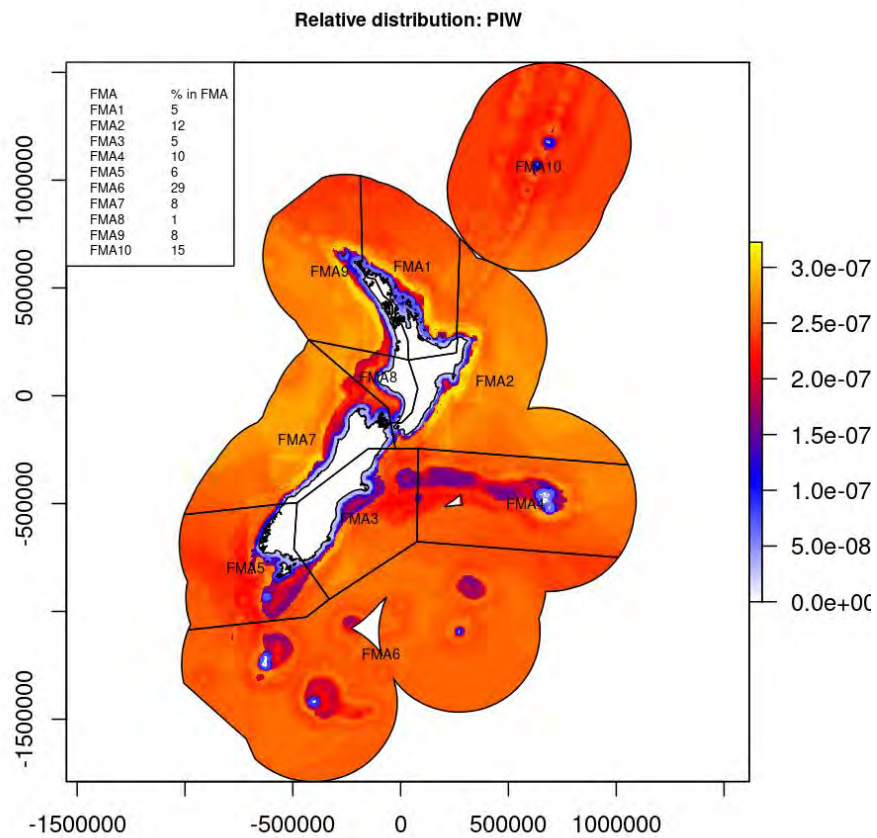 Relative distribution: PIW
FMA % in FMA
FMA1 5
FMA2 12
FMA3 5
FMA4 10
FMA5 6
FMA6 29
FMA7 8
FMA8 1
FMA9 8
FMA10 15
FMA10
FMA9
FMA1
FMA8
FMA2
FMA7
FMA4
FMA3
FMA5
FMA6
1000000
500000
0
-500000
-1000000
-1500000
-1500000 -500000 0 500000 1000000
3.0e-07
2.5e-07
2.0e-07
1.5e-07
1.0e-07
5.0e-08
0.0e+00